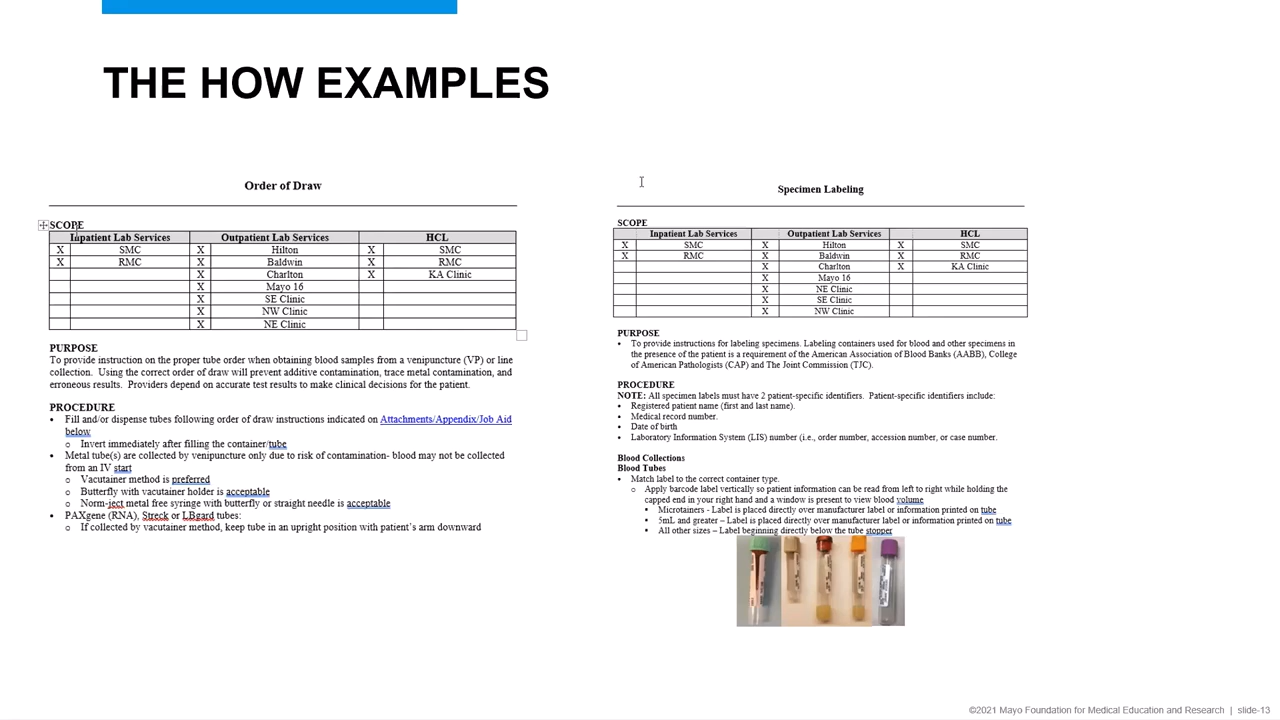 THE HOW EXAMPLES
Order of Draw
SCOPE
Inpatient Lab Services Outpatient Lab Services HCL
X SMC X Hilton X SMC
X RMC X Baldwin X RMC
X Charlton X KA Clinic
X Mayo 16
X SE Clinic
X NW Clinic
X NE Clinic
PURPOSE
To provide instruction on the proper tube order when obtaining blood samples from a venipuncture (VP) or line
collection. Using the correct order of draw will prevent additive contamination, trace metal contamination, and
erroneous results. Providers depend on accurate test results to make clinical decisions for the patient.
PROCEDURE
• Fill and/or dispense tubes following order of draw instructions indicated on Attachments/Appendix/Job Aid
below
o Invert immediately after filling the container/tube
• Metal tube(s) are collected by venipuncture only due to risk of contamination- blood may not be collected
from an IV start
o Vacutainer method is preferred
o Butterfly with vacutainer holder is acceptable
o Norm-ject metal free syringe with butterfly or straight needle is acceptable
• PAXgene (RNA), Streck or LBgard tubes:
o If collected by vacutainer method, keep tube in an upright position with patient's arm downward
Specimen Labeling
SCOPE
Inpatient Lab Services Outpatient Lab Services HCL
X SMC X Hilton X SMC
X RMC X Baldwin X RMC
X Charlton X KA Clinic
X Mayo 16
X NE Clinic
X SE Clinic
X NW Clinic
PURPOSE
• To provide instructions for labeling specimens. Labeling containers used for blood and other specimens in
the presence of the patient is a requirement of the American Association of Blood Banks (AABB), College
of American Pathologists (CAP) and The Joint Commission (TJC).
PROCEDURE
NOTE: All specimen labels must have 2 patient-specific identifiers. Patient-specific identifiers include:
• Registered patient name (first and last name).
• Medical record number.
• Date of birth
• Laboratory Information System (LIS) number (i.e., order number, accession number, or case number.
Blood Collections
Blood Tubes
• Match label to the correct container type.
o Apply barcode label vertically so patient information can be read from left to right while holding the
capped end in your right hand and a window is present to view blood volume
▪ Microtainers - Label is placed directly over manufacturer label or information printed on tube
▪ 5mL and greater – Label is placed directly over manufacturer label or information printed on tube
▪ All other sizes – Label beginning directly below the tube stopper
©2021 Mayo Foundation for Medical Education and Research | slide-13